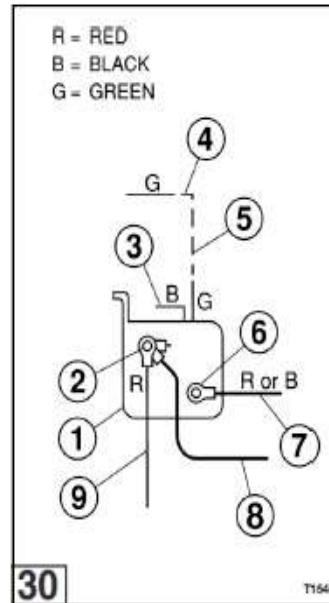 R = RED
B = BLACK
G = GREEN
4
G
5
3
B
G
6
2
R
R or B
1
7
9
8
30
T154